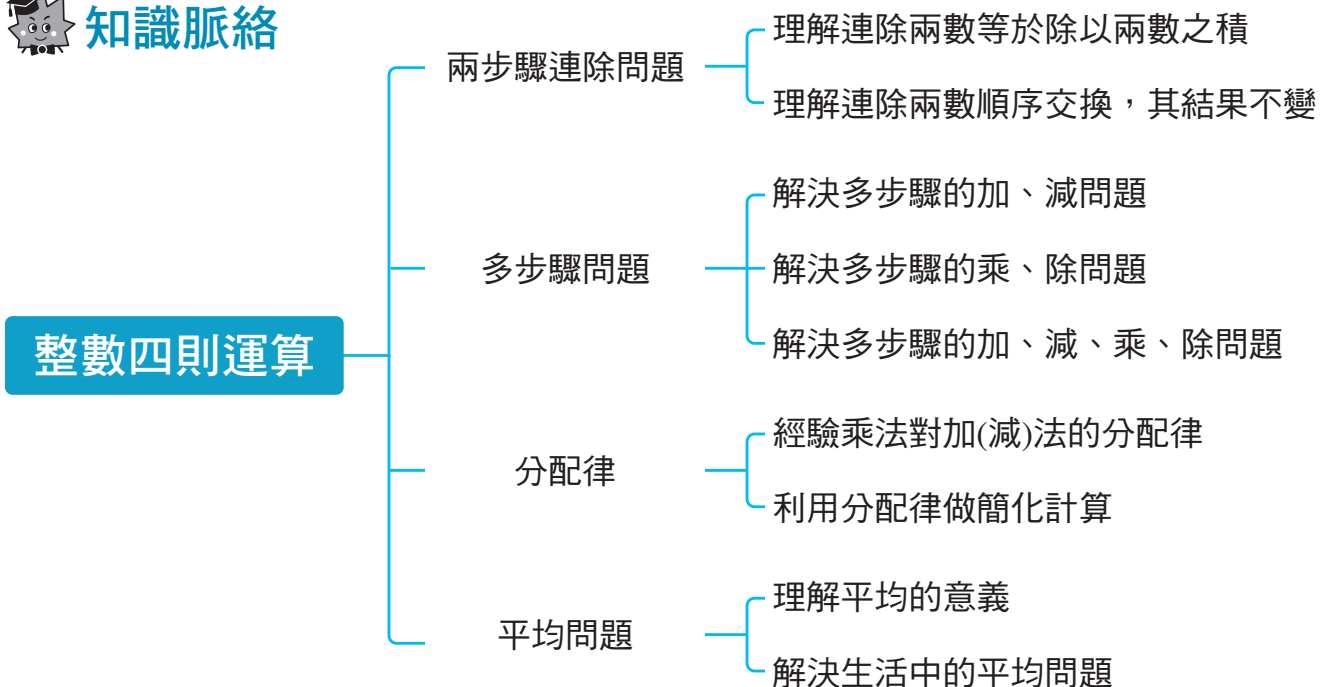 知識脈絡
整數四則運算
兩步驟連除問題
理解連除兩數等於除以兩數之積
理解連除兩數順序交換，其結果不變
多步驟問題
解決多步驟的加、減問題
解決多步驟的乘、除問題
解決多步驟的加、減、乘、除問題
分配律
經驗乘法對加(減)法的分配律
利用分配律做簡化計算
平均問題
理解平均的意義
解決生活中的平均問題